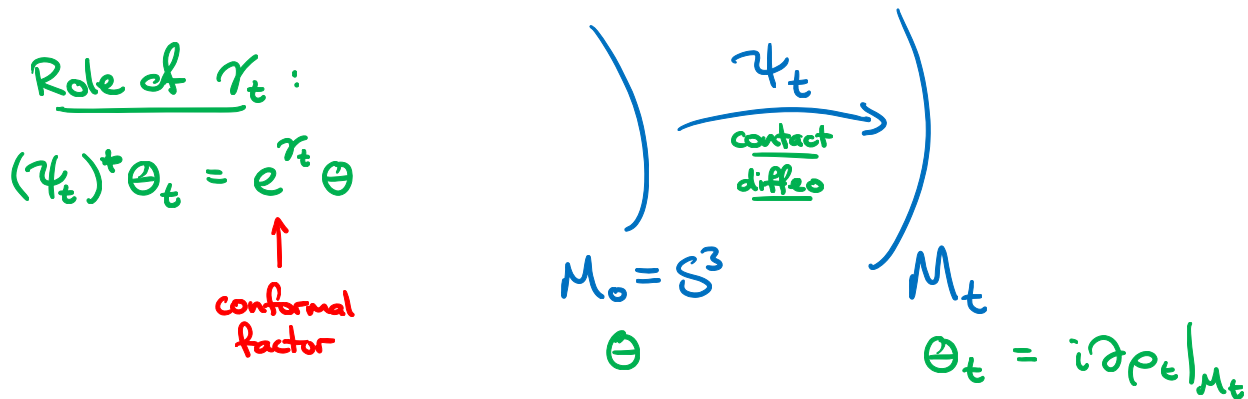 Role of γ_t :
(ψ_t)^* θ_t = e^{γ_t} θ
conformal
factor
ψ_t
contact
diffeo
M_0 = S^3
θ
M_t
θ_t = i∂ρ_t|_{M_t}